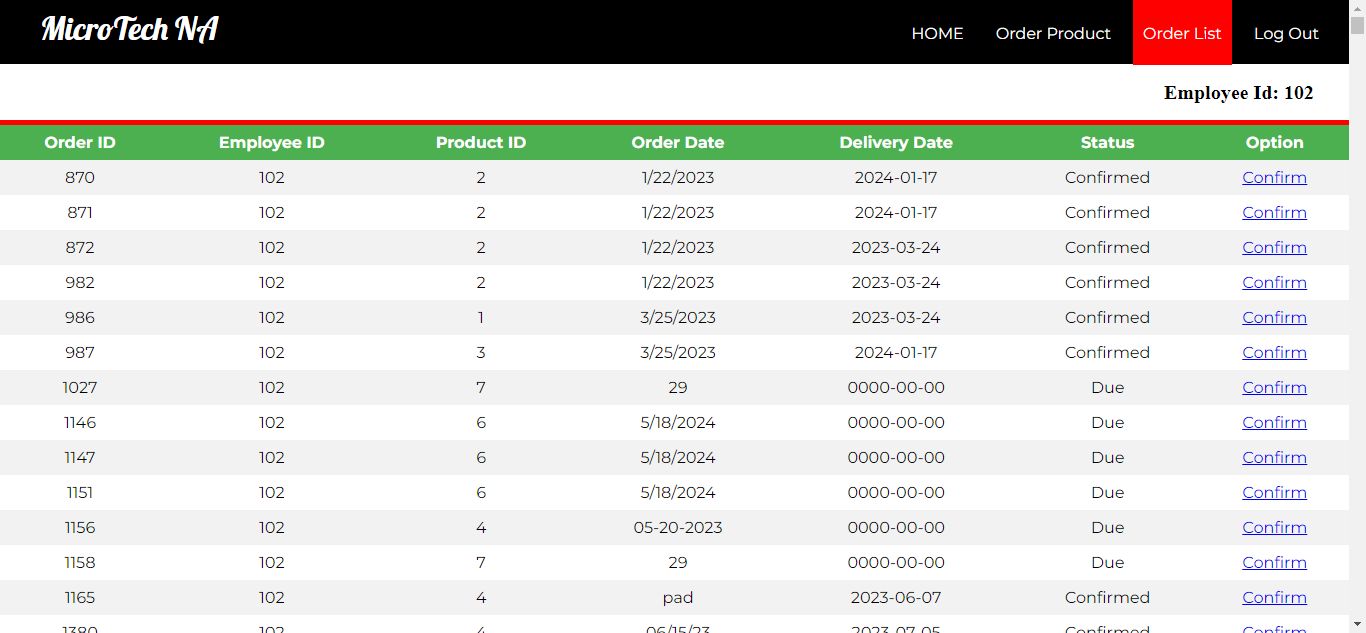 MicroTech NA HOME Order Product Order List Log Out
Employee Id: 102
Order ID Employee ID Product ID Order Date Delivery Date Status Option
870 102 2 1/22/2023 2024-01-17 Confirmed Confirm
871 102 2 1/22/2023 2024-01-17 Confirmed Confirm
872 102 2 1/22/2023 2023-03-24 Confirmed Confirm
982 102 2 1/22/2023 2023-03-24 Confirmed Confirm
986 102 1 3/25/2023 2023-03-24 Confirmed Confirm
987 102 3 3/25/2023 2024-01-17 Confirmed Confirm
1027 102 7 29 0000-00-00 Due Confirm
1146 102 6 5/18/2024 0000-00-00 Due Confirm
1147 102 6 5/18/2024 0000-00-00 Due Confirm
1151 102 6 5/18/2024 0000-00-00 Due Confirm
1156 102 4 05-20-2023 0000-00-00 Due Confirm
1158 102 7 29 0000-00-00 Due Confirm
1165 102 4 pad 2023-06-07 Confirmed Confirm
1380 102 4 06/15/23 2023-07-05 Confirmed Confirm